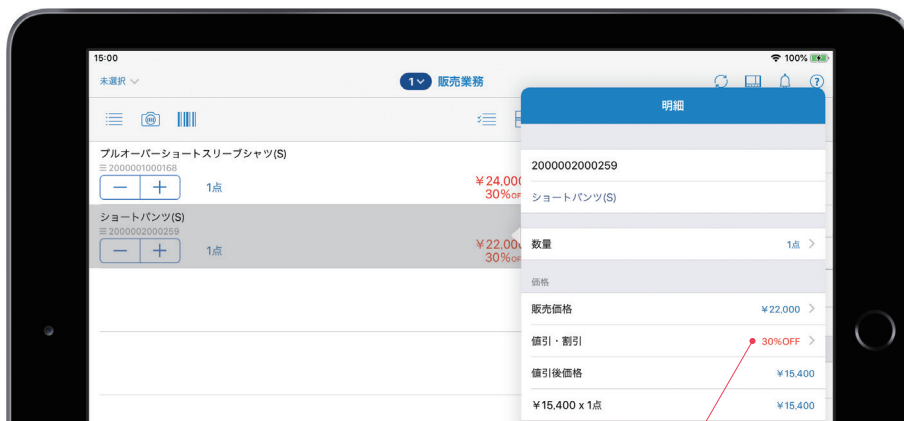 15:00
100%
未選択
1 販売業務
明細
プルオーバーショートスリーブシャツ(S)
2000001000168
1点
¥24,000
30%OFF
ショートパンツ(S)
2000002000259
1点
¥22,00
30%OFF
2000002000259
ショートパンツ(S)
数量 1点
価格
販売価格 ¥22,000
値引・割引 30%OFF
値引後価格 ¥15,400
¥15,400 x 1点 ¥15,400